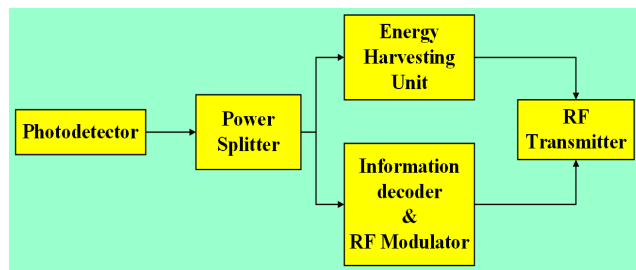 Photodetector
Power
Splitter
Energy
Harvesting
Unit
Information
decoder
&
RF Modulator
RF
Transmitter